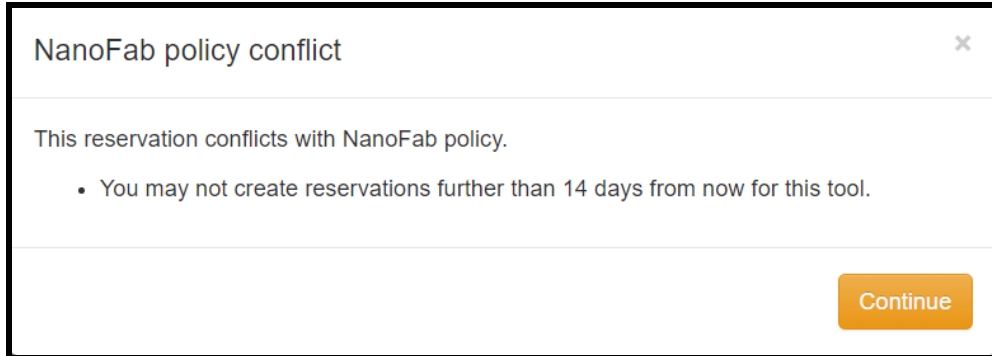 NanoFab policy conflict
×
This reservation conflicts with NanoFab policy.
• You may not create reservations further than 14 days from now for this tool.
Continue